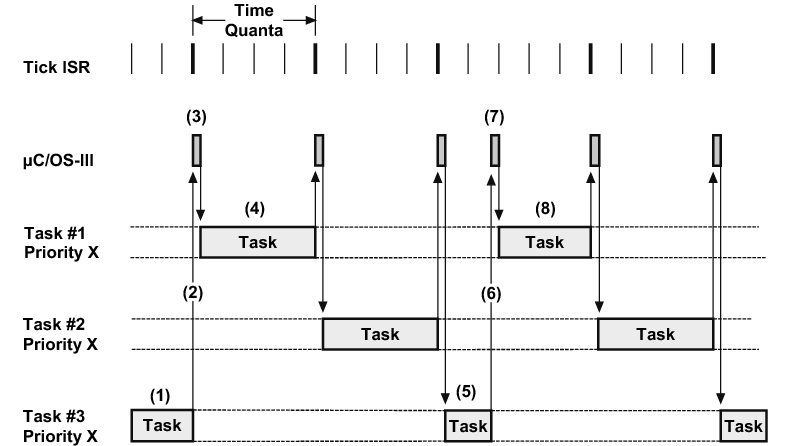 Time
Quanta
Tick ISR
(3)
(7)
µC/OS-III
(4)
(8)
Task #1
Priority X
Task
Task
(2)
(6)
Task #2
Priority X
Task
Task
(1)
(5)
Task #3
Priority X
Task
Task
Task